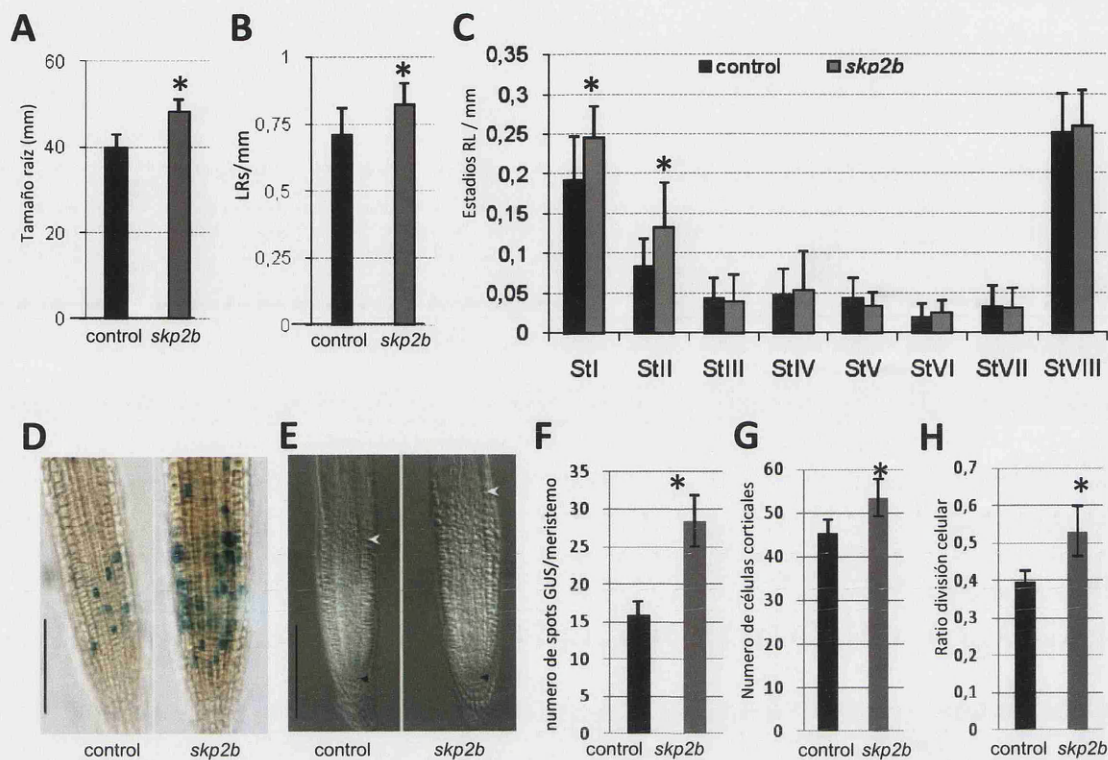 A
Tamaño raíz (mm)
60
40
20
0
*
control skp2b
B
LRs/mm
1
0,75
0,5
0,25
0
*
control skp2b
C
Estadios RL / mm
0,35
0,3
0,25
0,2
0,15
0,1
0,05
0
control skp2b
*
*
StI StII StIII StIV StV StVI StVII StVIII
D
control skp2b
E
control skp2b
F
numero de spots GUS/meristemo
35
30
25
20
15
10
5
0
*
control skp2b
G
Numero de células corticales
60
50
40
30
20
10
0
*
control skp2b
H
Ratio división celular
0,7
0,6
0,5
0,4
0,3
0,2
0,1
0
*
control skp2b